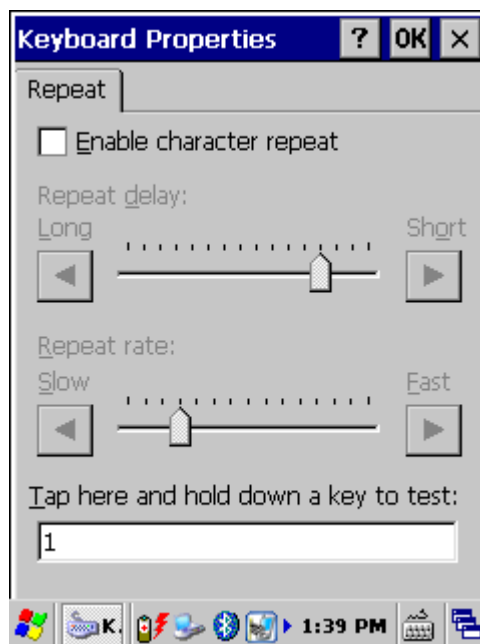 Keyboard Properties ? OK ×
Repeat
Enable character repeat
Repeat delay:
Long Short
Repeat rate:
Slow Fast
Tap here and hold down a key to test:
1
K. 1:39 PM